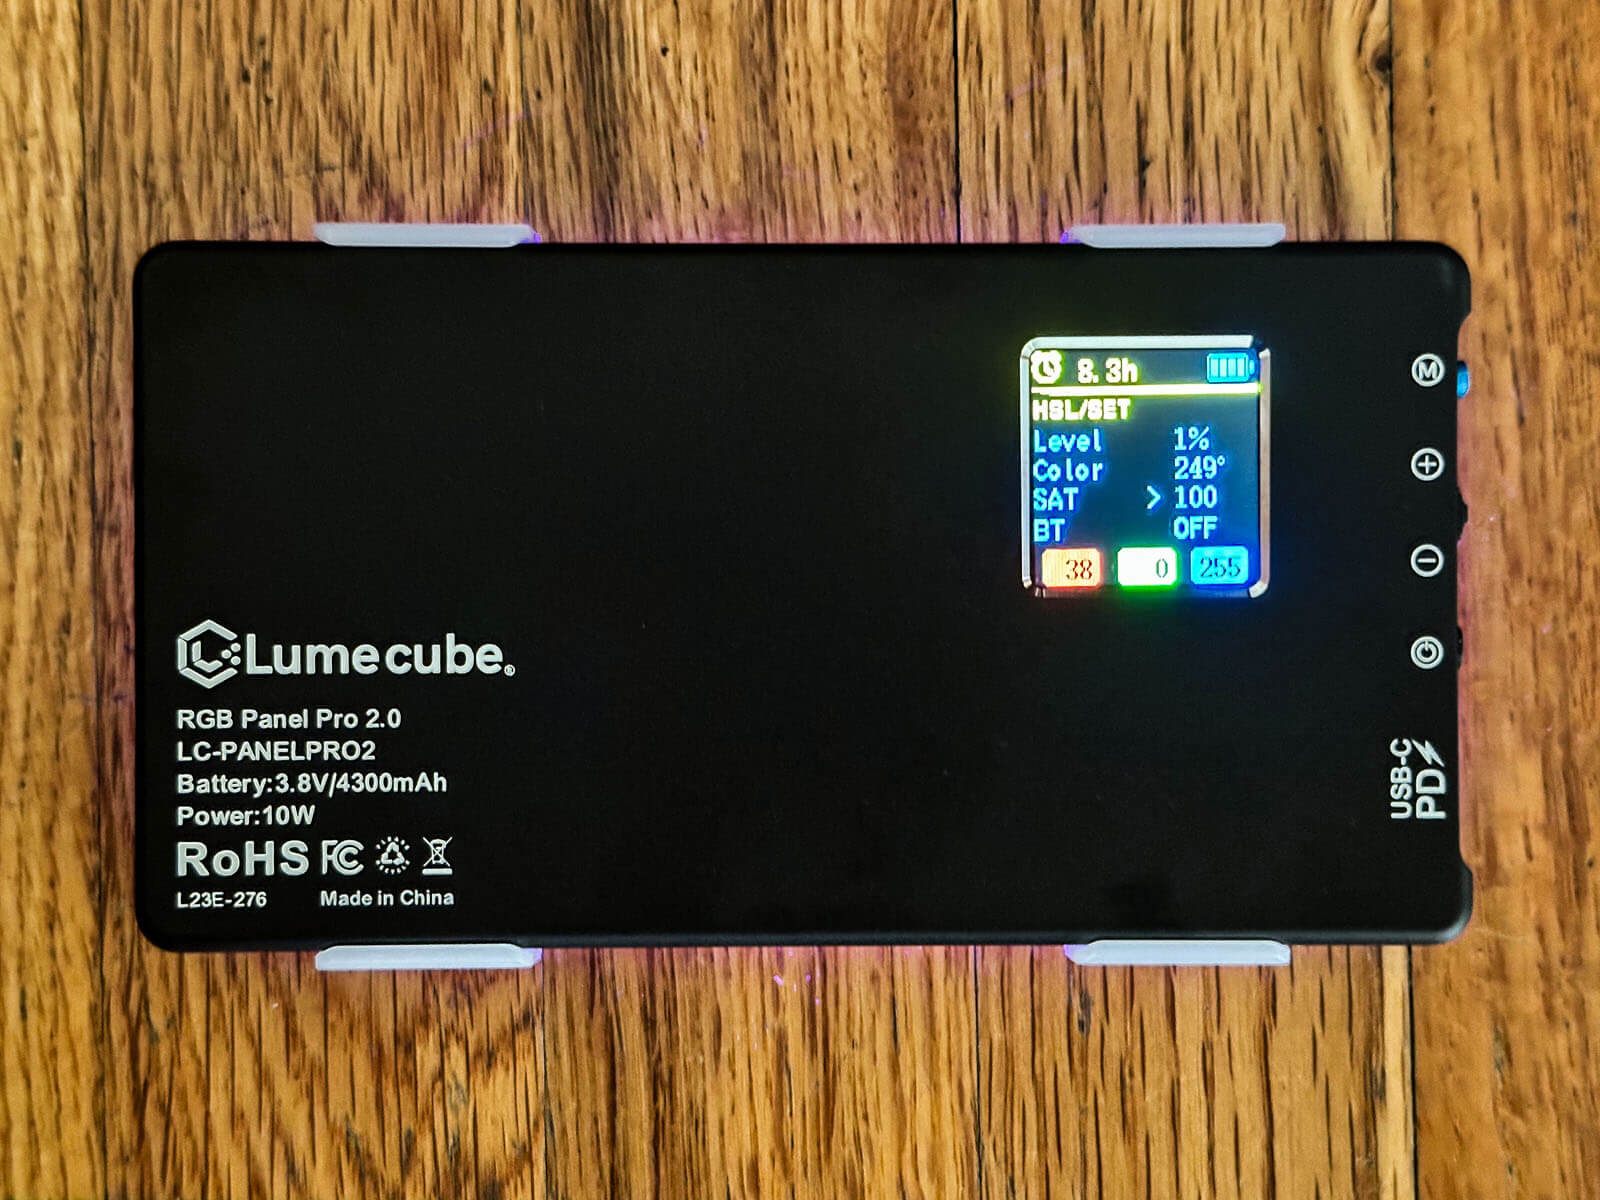 8.3h
HSL/SET
Level 1%
Color 249°
SAT > 100
BT OFF
38 0 255
M
+
−
USB-C
PD
Lumecube®
RGB Panel Pro 2.0
LC-PANELPRO2
Battery:3.8V/4300mAh
Power:10W
RoHS FC
L23E-276 Made in China